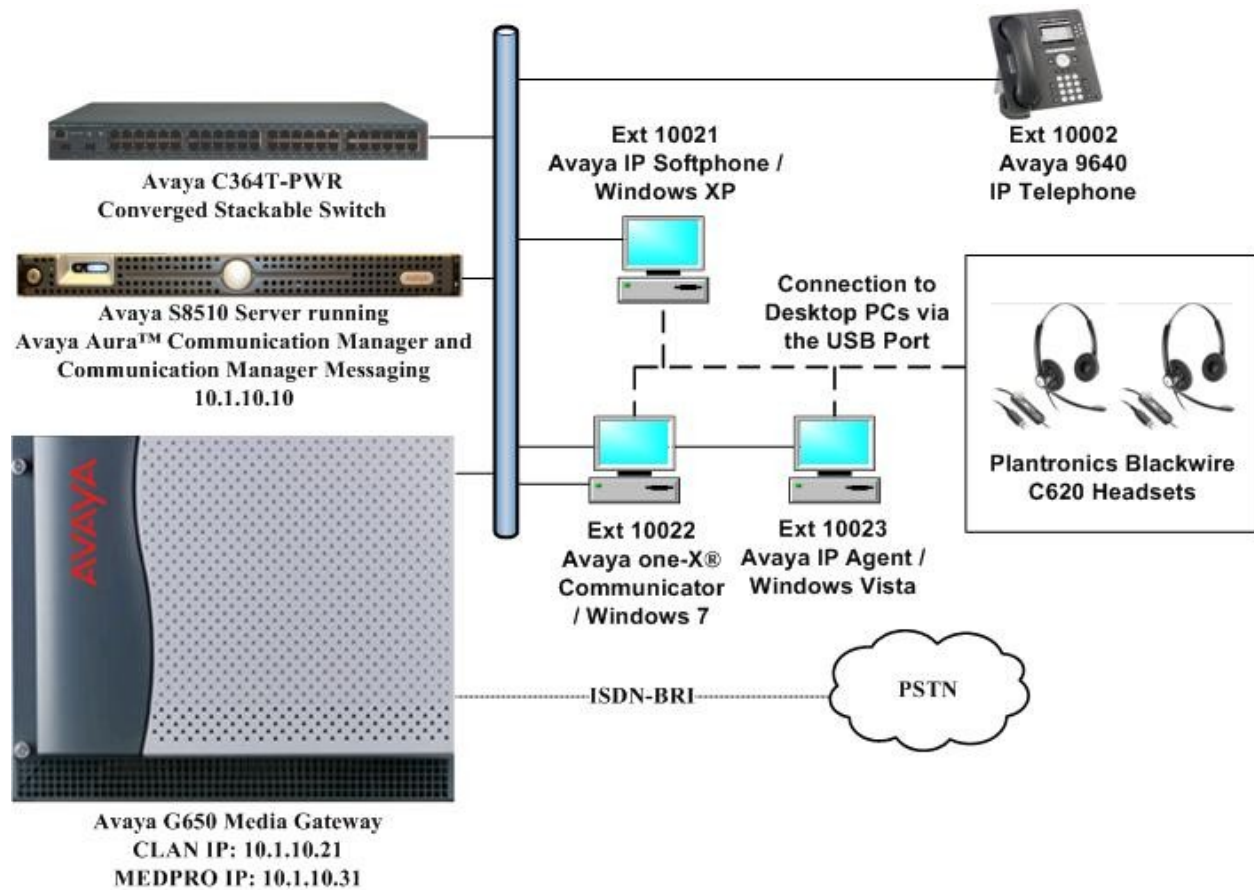 Avaya C364T-PWR
Converged Stackable Switch
Avaya S8510 Server running
Avaya Aura™ Communication Manager and
Communication Manager Messaging
10.1.10.10
AVAYA
Avaya G650 Media Gateway
CLAN IP: 10.1.10.21
MEDPRO IP: 10.1.10.31
Ext 10021
Avaya IP Softphone /
Windows XP
Ext 10002
Avaya 9640
IP Telephone
Connection to
Desktop PCs via
the USB Port
Plantronics Blackwire
C620 Headsets
Ext 10022
Avaya one-X®
Communicator
/ Windows 7
Ext 10023
Avaya IP Agent /
Windows Vista
ISDN-BRI
PSTN